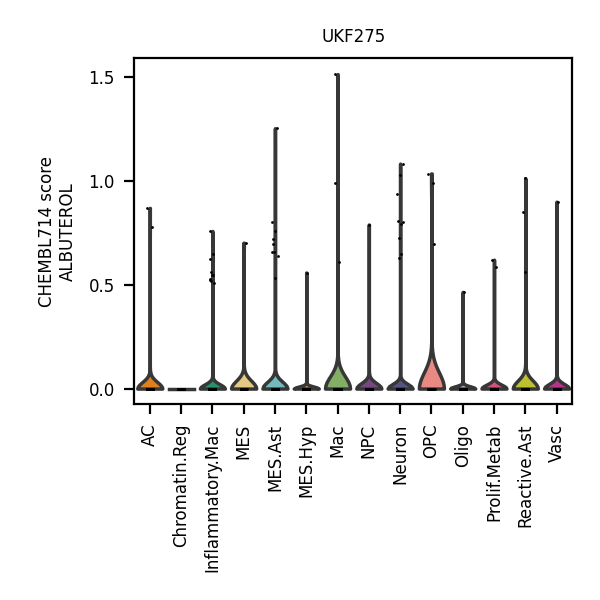 UKF275
CHEMBL714 score
ALBUTEROL
1.5
1.0
0.5
0.0
AC
Chromatin.Reg
Inflammatory.Mac
MES
MES.Ast
MES.Hyp
Mac
NPC
Neuron
OPC
Oligo
Prolif.Metab
Reactive.Ast
Vasc